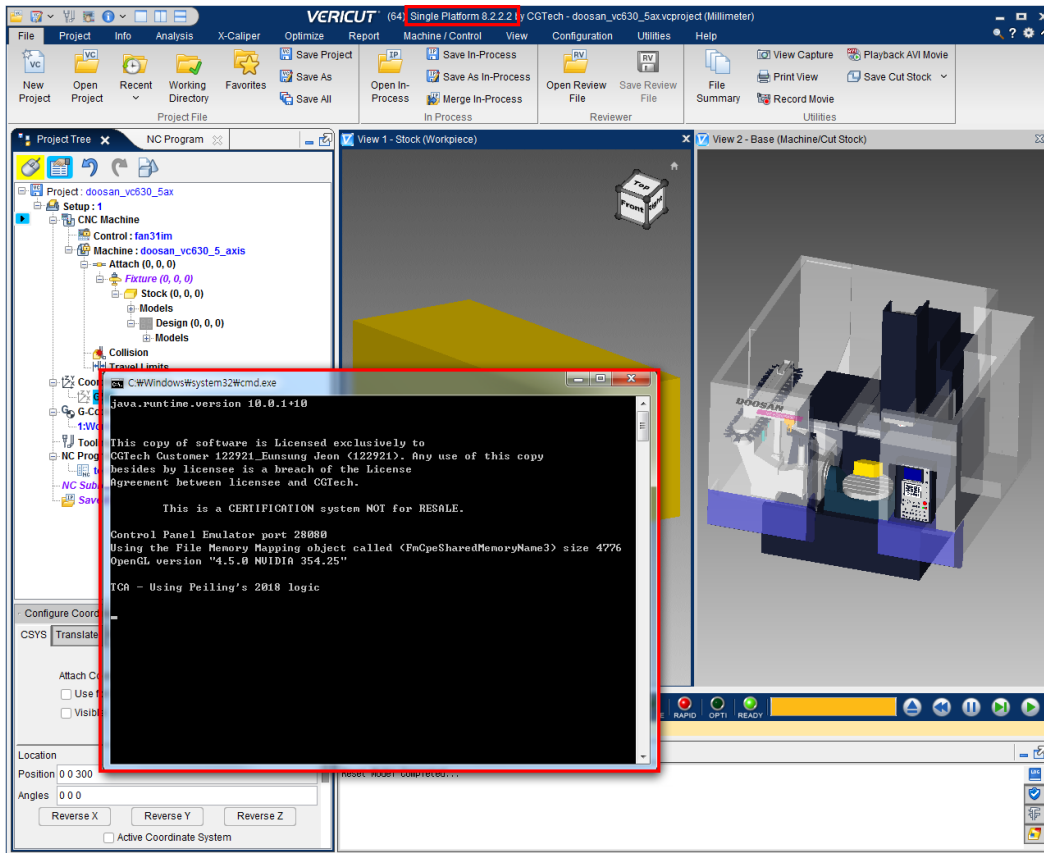 VERICUT (64) Single Platform 8.2.2.2 by CGTech - doosan_vc630_5ax.vcproject (Millimeter)
File Project Info Analysis X-Caliper Optimize Report Machine / Control View Configuration Utilities Help
New Project
Open Project
Recent
Working Directory
Favorites
Save Project
Save As
Save All
Project File
Open In-Process
Save In-Process
Save As In-Process
Merge In-Process
In Process
Open Review File
Save Review File
Reviewer
File Summary
View Capture
Print View
Record Movie
Playback AVI Movie
Save Cut Stock
Utilities
Project Tree
NC Program
View 1 - Stock (Workpiece)
View 2 - Base (Machine/Cut Stock)
Project : doosan_vc630_5ax
Setup : 1
CNC Machine
Control : fan31im
Machine : doosan_vc630_5_axis
Attach (0, 0, 0)
Fixture (0, 0, 0)
Stock (0, 0, 0)
Models
Design (0, 0, 0)
Models
Collision
Travel Limits
Top
Front
Right
DOOSAN
C:₩Windows₩system32₩cmd.exe
java.runtime.version 10.0.1+10
This copy of software is Licensed exclusively to
CGTech Customer 122921_Eunsung Jeon (122921). Any use of this copy
besides by licensee is a breach of the License
Agreement between licensee and CGTech.
This is a CERTIFICATION system NOT for RESALE.
Control Panel Emulator port 28080
Using the File Memory Mapping object called (FmCpeSharedMemoryName3) size 4776
OpenGL version "4.5.0 NVIDIA 354.25"
TCA - Using Peiling's 2018 logic
NC Sub
Save
CSYS Translate
RAPID OPTI READY
Location
Position 0 0 300
Angles 0 0 0
Reverse X Reverse Y Reverse Z
Active Coordinate System
Reset Model Completed...